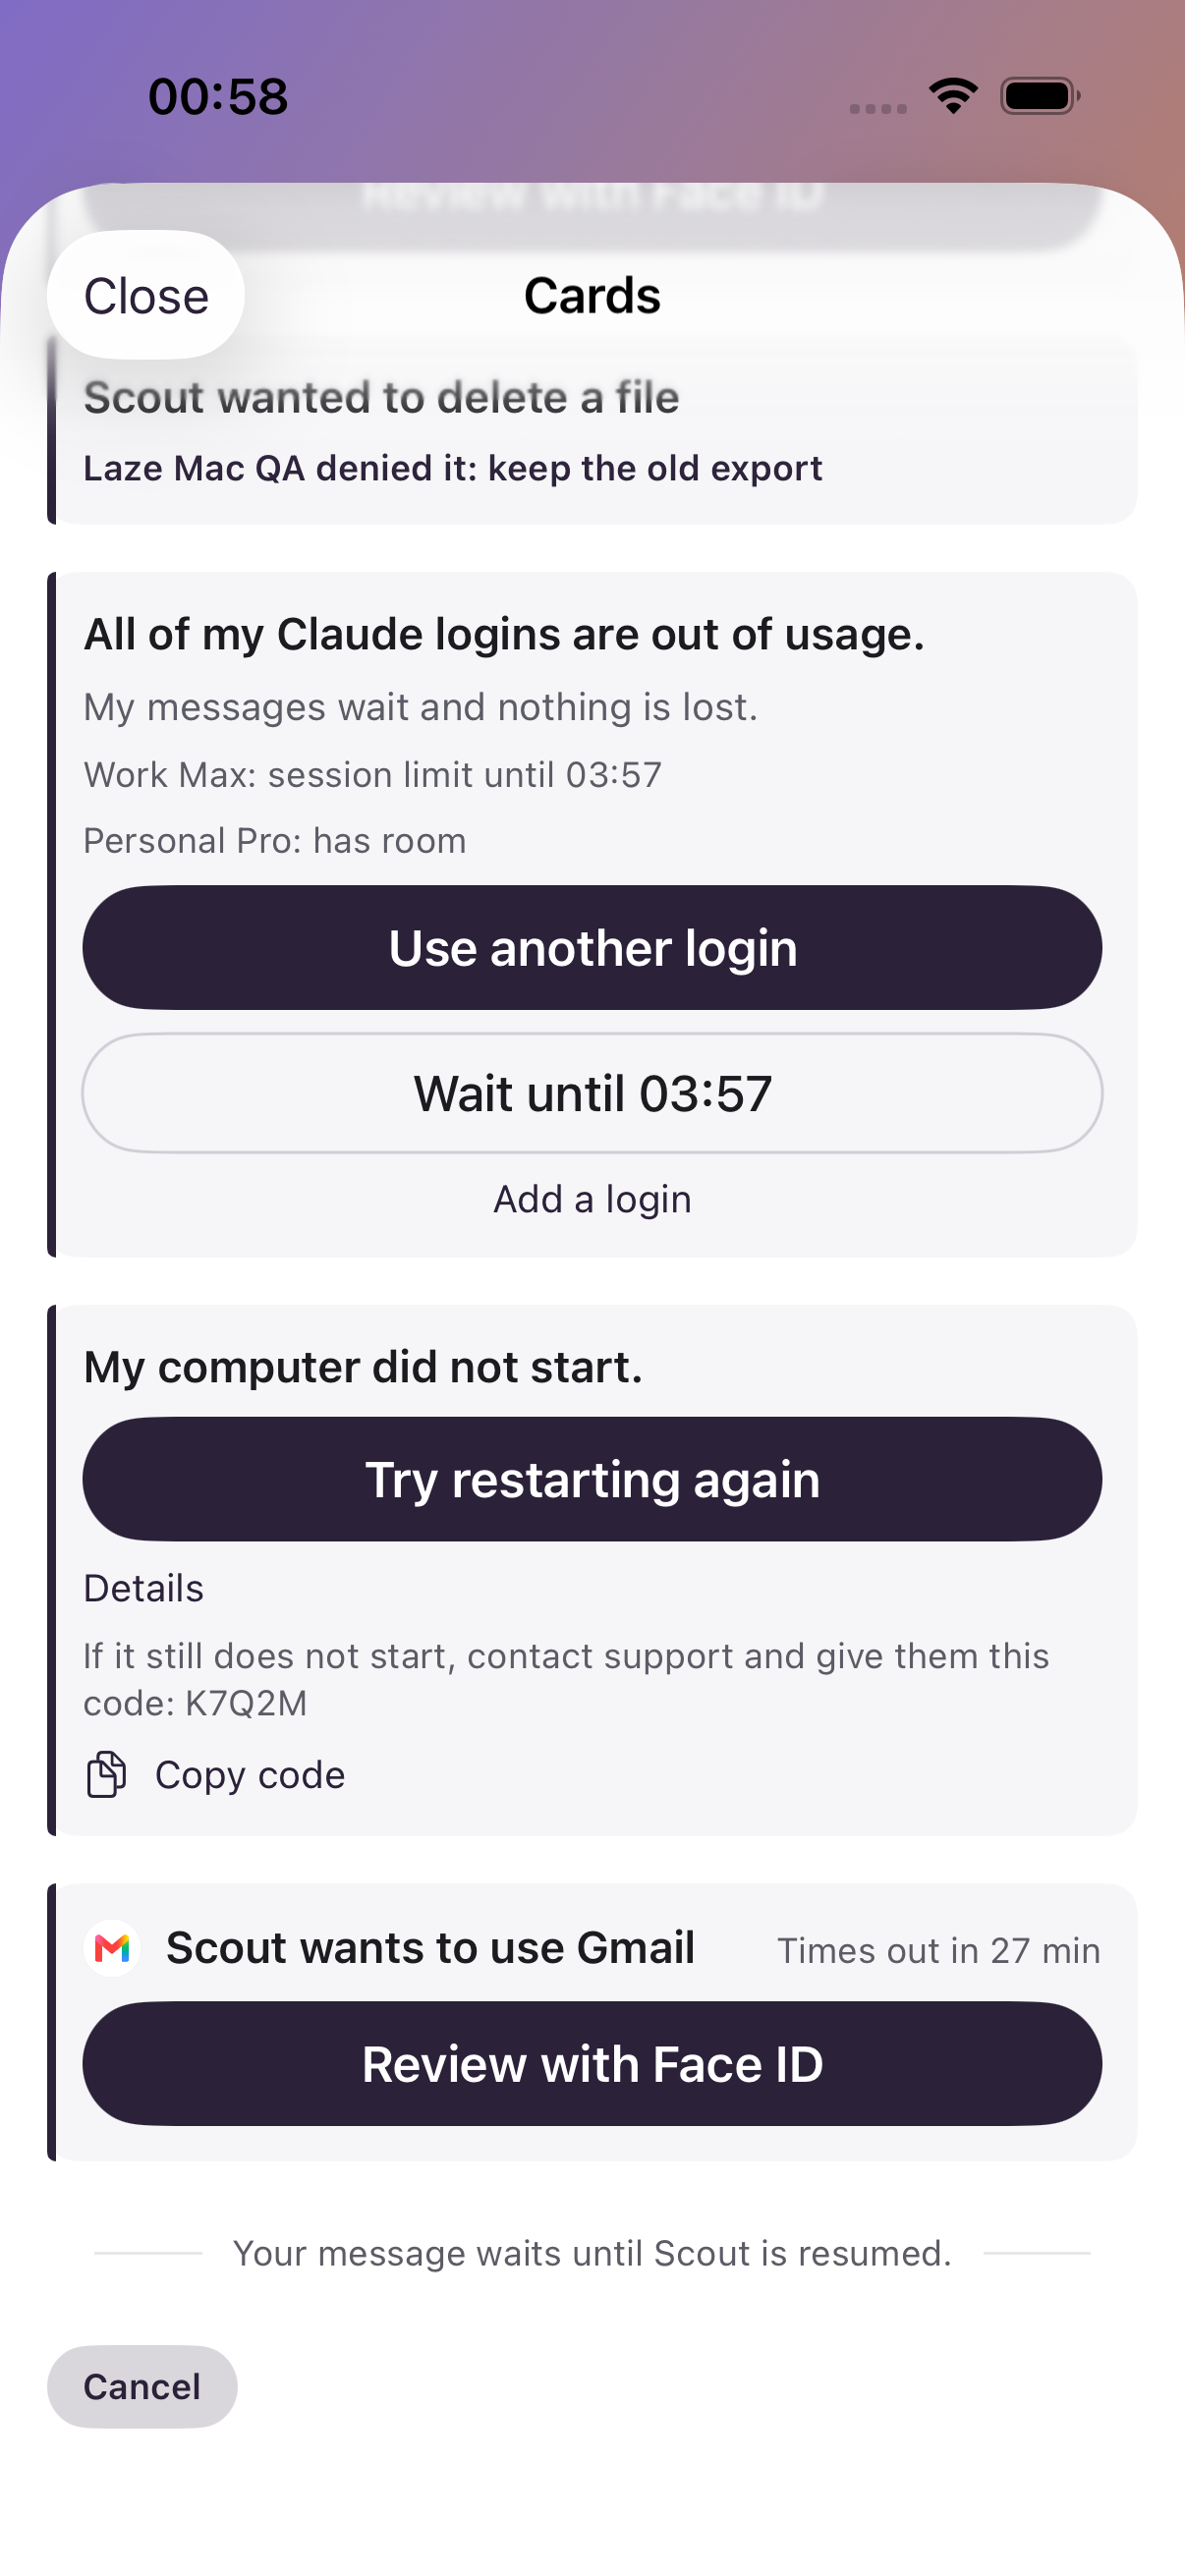 00:58
Review with Face ID
Close
Cards
Scout wanted to delete a file
Laze Mac QA denied it: keep the old export
All of my Claude logins are out of usage.
My messages wait and nothing is lost.
Work Max: session limit until 03:57
Personal Pro: has room
Use another login
Wait until 03:57
Add a login
My computer did not start.
Try restarting again
Details
If it still does not start, contact support and give them this
code: K7Q2M
Copy code
Scout wants to use Gmail
Times out in 27 min
Review with Face ID
Your message waits until Scout is resumed.
Cancel